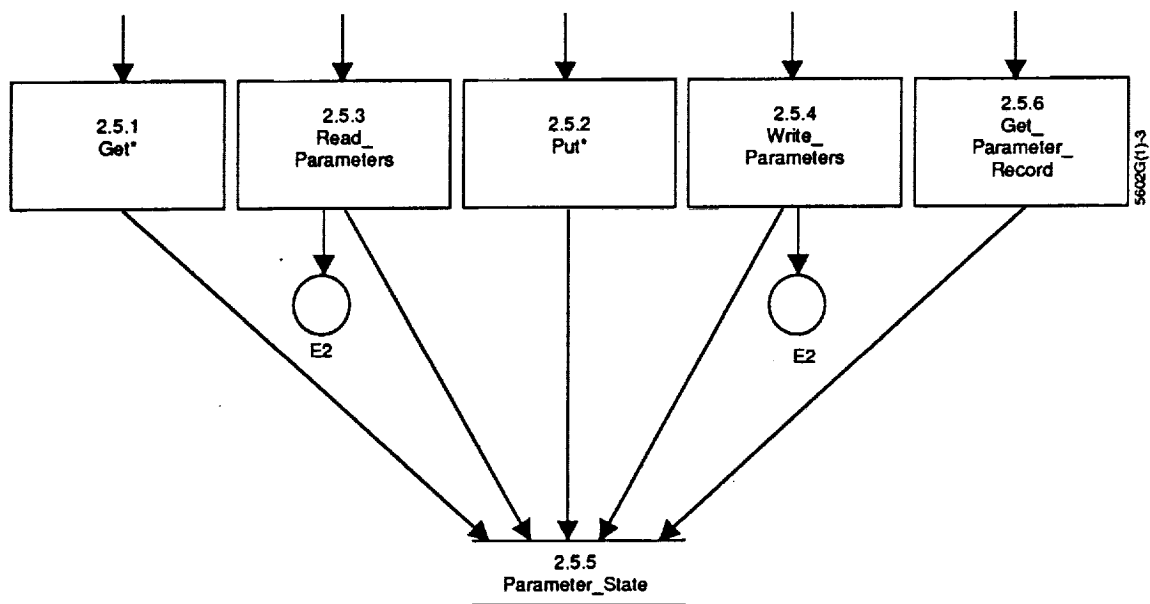 2.5.1
Get*
2.5.3
Read_
Parameters
2.5.2
Put*
2.5.4
Write_
Parameters
2.5.6
Get_
Parameter_
Record
5602G(1)-3
E2
E2
2.5.5
Parameter_State